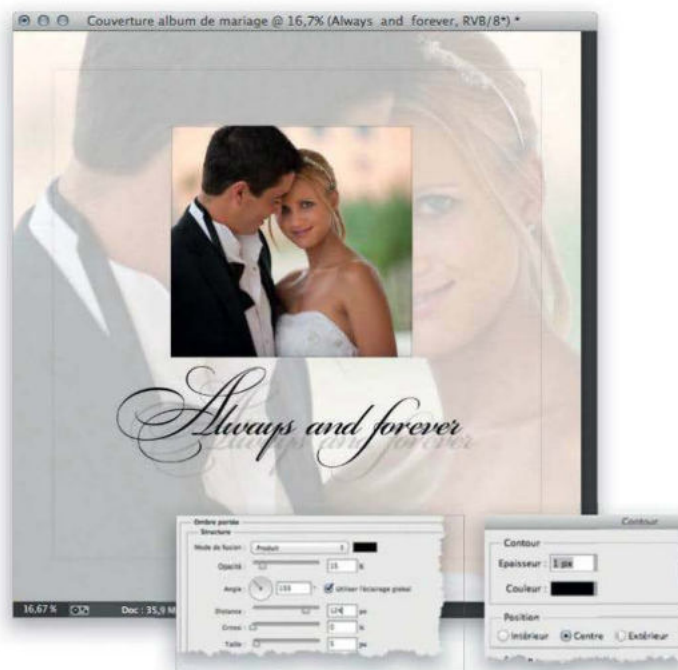 Couverture album de mariage @ 16,7% (Always and forever, RVB/8*) *
Always and forever
16,67 %
Doc : 35,9 M
Ombre portée
Structure
Mode de fusion : Produit
Opacité : 15 %
Angle : °
Utiliser l'éclairage global
Distance : px
Grossi : 0 %
Taille : 5 px
Contour
Contour
Epaisseur : 1 px
Couleur :
Position
Intérieur Centre Extérieur